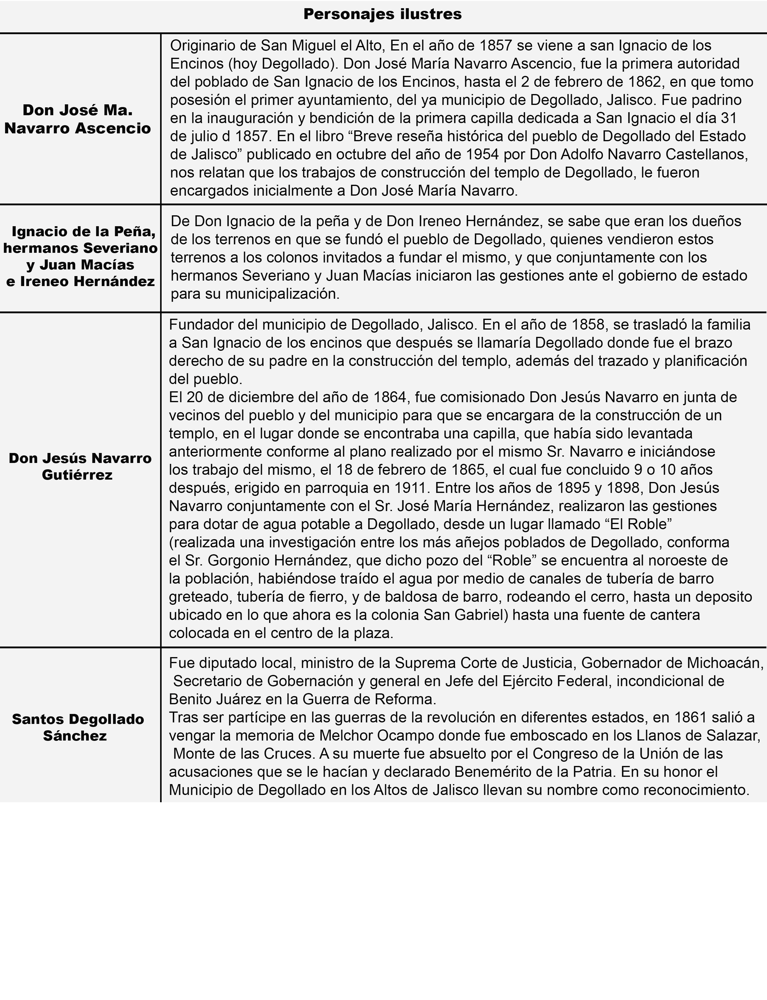 Personajes ilustres
Don José Ma.
Navarro Ascencio
Originario de San Miguel el Alto, En el año de 1857 se viene a san Ignacio de los
Encinos (hoy Degollado). Don José María Navarro Ascencio, fue la primera autoridad
del poblado de San Ignacio de los Encinos, hasta el 2 de febrero de 1862, en que tomo
posesión el primer ayuntamiento, del ya municipio de Degollado, Jalisco. Fue padrino
en la inauguración y bendición de la primera capilla dedicada a San Ignacio el día 31
de julio d 1857. En el libro “Breve reseña histórica del pueblo de Degollado del Estado
de Jalisco” publicado en octubre del año de 1954 por Don Adolfo Navarro Castellanos,
nos relatan que los trabajos de construcción del templo de Degollado, le fueron
encargados inicialmente a Don José María Navarro.
Ignacio de la Peña,
hermanos Severiano
y Juan Macías
e Ireneo Hernández
De Don Ignacio de la peña y de Don Ireneo Hernández, se sabe que eran los dueños
de los terrenos en que se fundó el pueblo de Degollado, quienes vendieron estos
terrenos a los colonos invitados a fundar el mismo, y que conjuntamente con los
hermanos Severiano y Juan Macías iniciaron las gestiones ante el gobierno de estado
para su municipalización.
Don Jesús Navarro
Gutiérrez
Fundador del municipio de Degollado, Jalisco. En el año de 1858, se trasladó la familia
a San Ignacio de los encinos que después se llamaría Degollado donde fue el brazo
derecho de su padre en la construcción del templo, además del trazado y planificación
del pueblo.
El 20 de diciembre del año de 1864, fue comisionado Don Jesús Navarro en junta de
vecinos del pueblo y del municipio para que se encargara de la construcción de un
templo, en el lugar donde se encontraba una capilla, que había sido levantada
anteriormente conforme al plano realizado por el mismo Sr. Navarro e iniciándose
los trabajo del mismo, el 18 de febrero de 1865, el cual fue concluido 9 o 10 años
después, erigido en parroquia en 1911. Entre los años de 1895 y 1898, Don Jesús
Navarro conjuntamente con el Sr. José María Hernández, realizaron las gestiones
para dotar de agua potable a Degollado, desde un lugar llamado “El Roble”
(realizada una investigación entre los más añejos poblados de Degollado, conforma
el Sr. Gorgonio Hernández, que dicho pozo del “Roble” se encuentra al noroeste de
la población, habiéndose traído el agua por medio de canales de tubería de barro
greteado, tubería de fierro, y de baldosa de barro, rodeando el cerro, hasta un deposito
ubicado en lo que ahora es la colonia San Gabriel) hasta una fuente de cantera
colocada en el centro de la plaza.
Santos Degollado
Sánchez
Fue diputado local, ministro de la Suprema Corte de Justicia, Gobernador de Michoacán,
Secretario de Gobernación y general en Jefe del Ejército Federal, incondicional de
Benito Juárez en la Guerra de Reforma.
Tras ser partícipe en las guerras de la revolución en diferentes estados, en 1861 salió a
vengar la memoria de Melchor Ocampo donde fue emboscado en los Llanos de Salazar,
Monte de las Cruces. A su muerte fue absuelto por el Congreso de la Unión de las
acusaciones que se le hacían y declarado Benemérito de la Patria. En su honor el
Municipio de Degollado en los Altos de Jalisco llevan su nombre como reconocimiento.